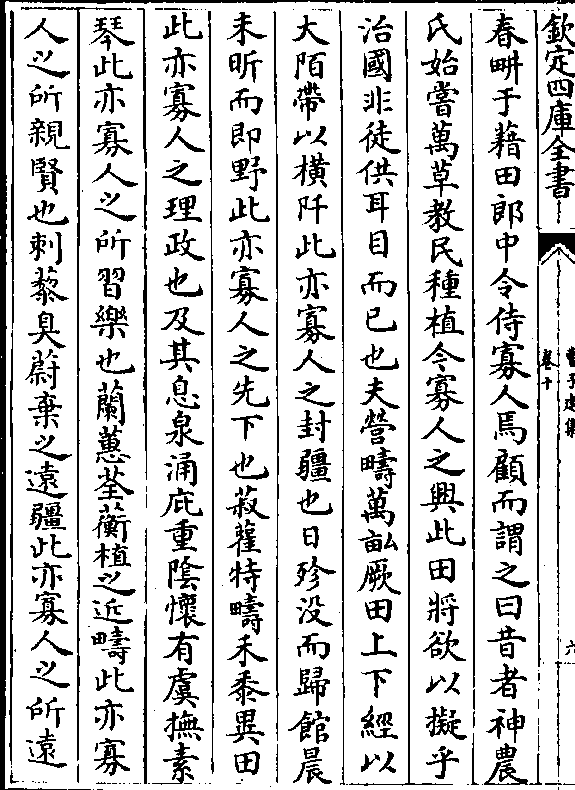 欽定四庫全書
曹子建集
卷十
六
春畊于藉田郎中令侍寡人焉顧而謂之曰昔者神農
氏始嘗萬草教民種植今寡人之興此田將欲以擬乎
治國非徒供耳目而已也夫營疇萬畝厥田上下經以
大陌帶以橫阡此亦寡人之封疆也日殄没而歸館晨
未昕而即野此亦寡人之先下也菽藿特疇禾黍異田
此亦寡人之理政也及其息泉涌庇重陰懷有虞撫素
琴此亦寡人之所習樂也蘭蕙荃蘅植之近疇此亦寡
人之所親賢也刺藜臭蔚棄之遠疆此亦寡人之所遠